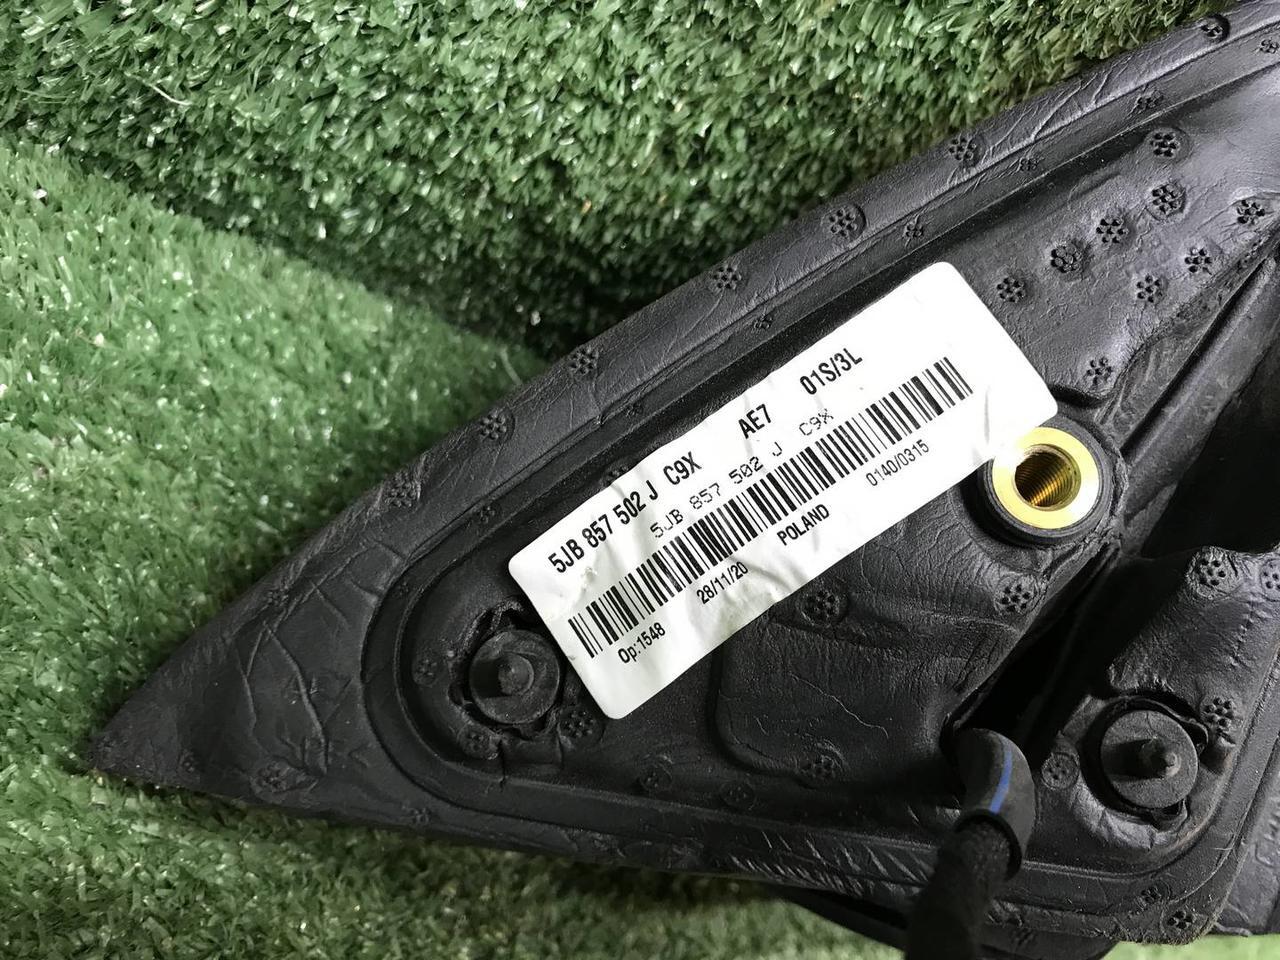 5JB 857 502 J C9X AE7 01S/3L
5JB 857 502 J C9X
Op:1548 28/11/20 POLAND 0140/0315